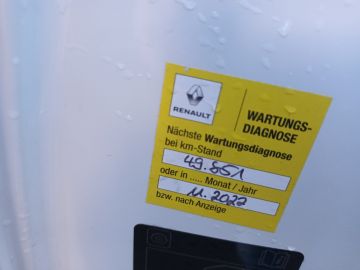 RENAULT
WARTUNGS-
DIAGNOSE
Nächste Wartungsdiagnose
bei km-Stand
49.851
oder in ..... Monat / Jahr
11.2022
bzw. nach Anzeige